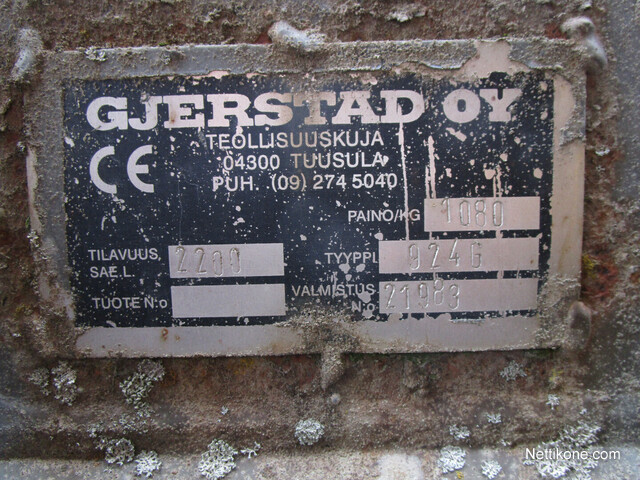 GJERSTAD OY
TEOLLISUUSKUJA
04300 TUUSULA
PUH. (09) 274 5040
CE
PAINO/KG 1080
TILAVUUS SAE.L. 2200
TYYPPI 924G
TUOTE N:o
VALMISTUS N:o 21983
Nettikone.com